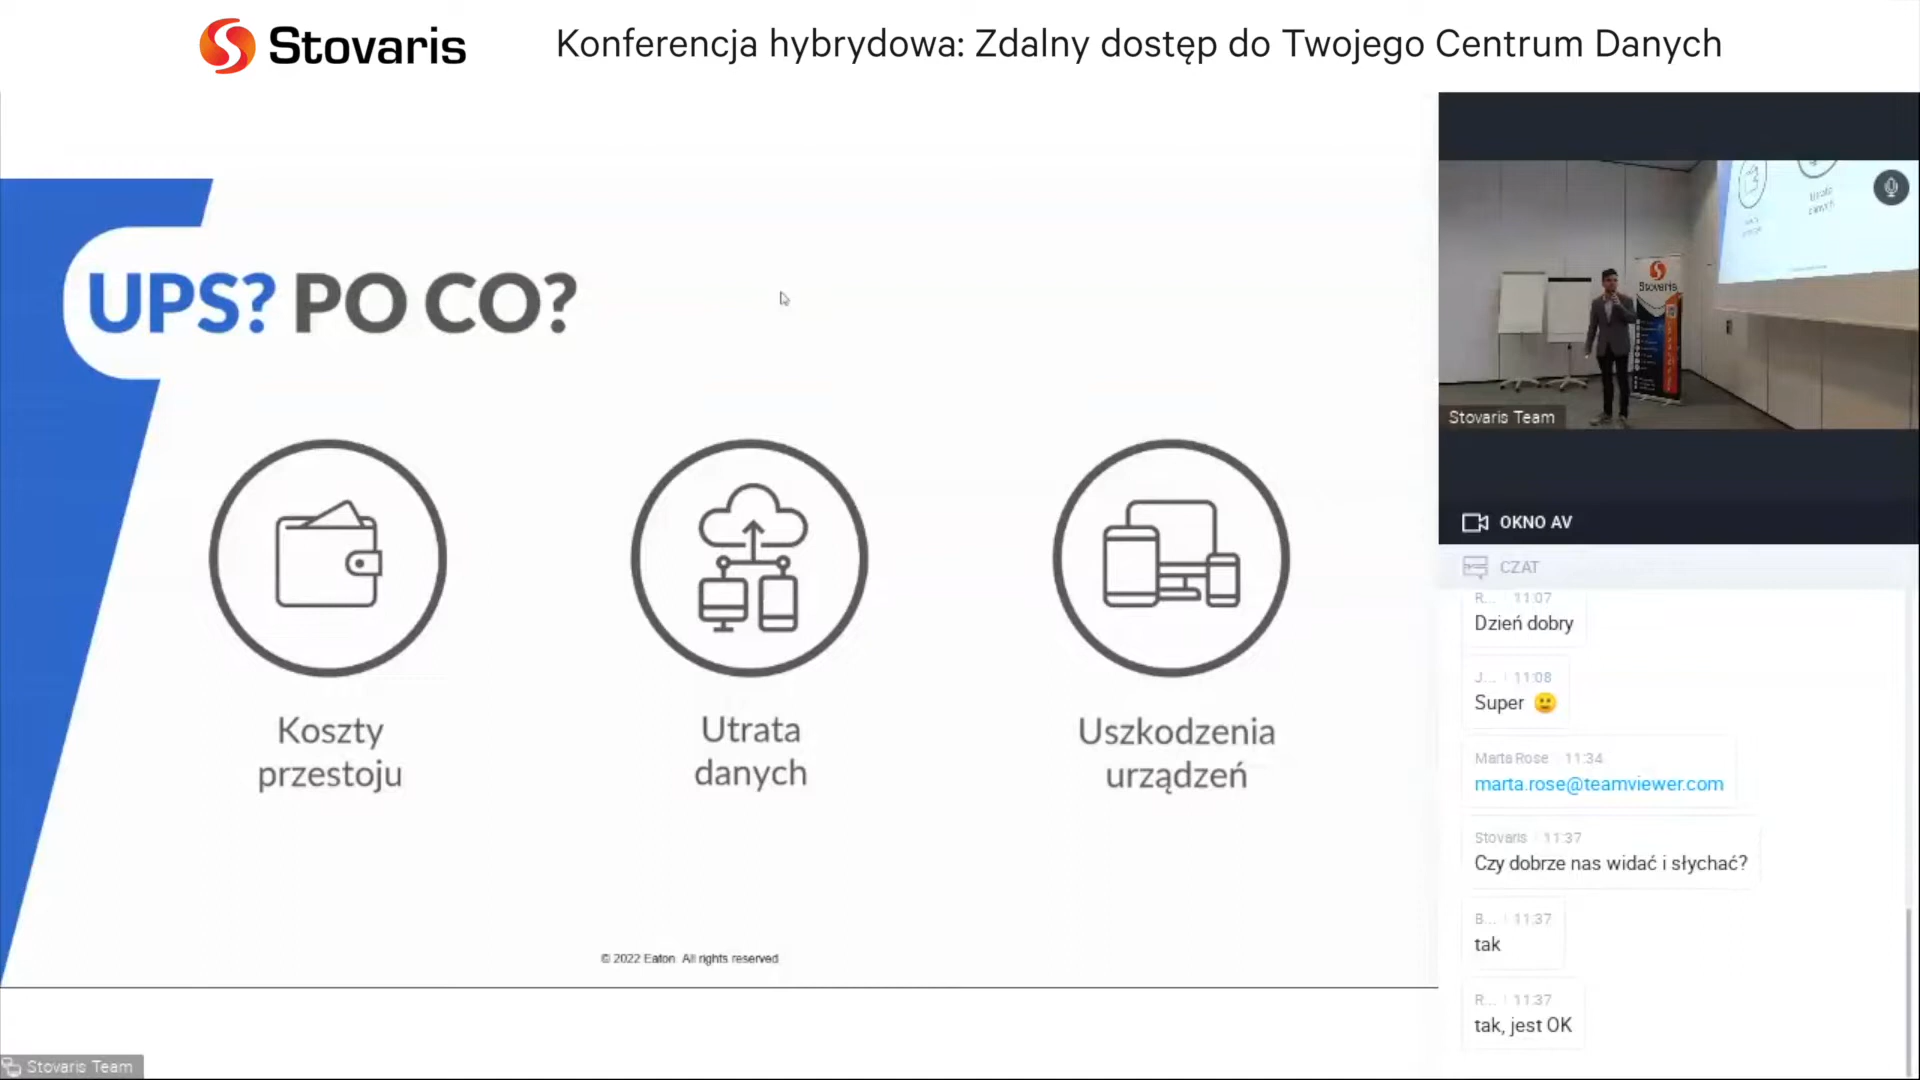 Stovaris
Konferencja hybrydowa: Zdalny dostęp do Twojego Centrum Danych
UPS? PO CO?
Koszty
przestoju
Utrata
danych
Uszkodzenia
urządzeń
© 2022 Eaton. All rights reserved
Stovaris Team
Utrata
danych
Stovaris
Stovaris Team
OKNO AV
CZAT
R... 11:07
Dzień dobry
J... 11:08
Super 🙂
Marta Rose 11:34
marta.rose@teamviewer.com
Stovaris 11:37
Czy dobrze nas widać i słychać?
B... 11:37
tak
R... 11:37
tak, jest OK